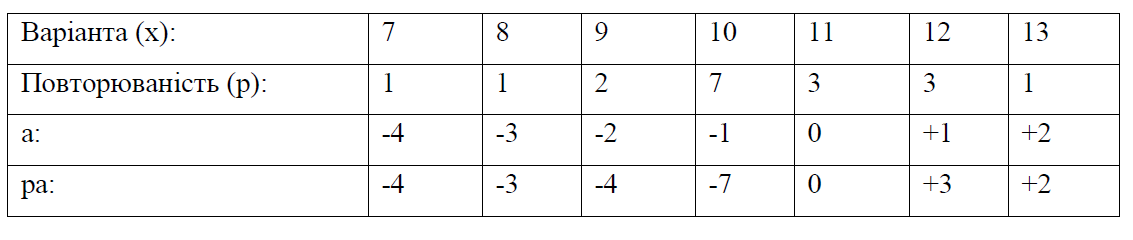 Варіанта (х): 7 8 9 10 11 12 13
Повторюваність (р): 1 1 2 7 3 3 1
а: -4 -3 -2 -1 0 +1 +2
ра: -4 -3 -4 -7 0 +3 +2